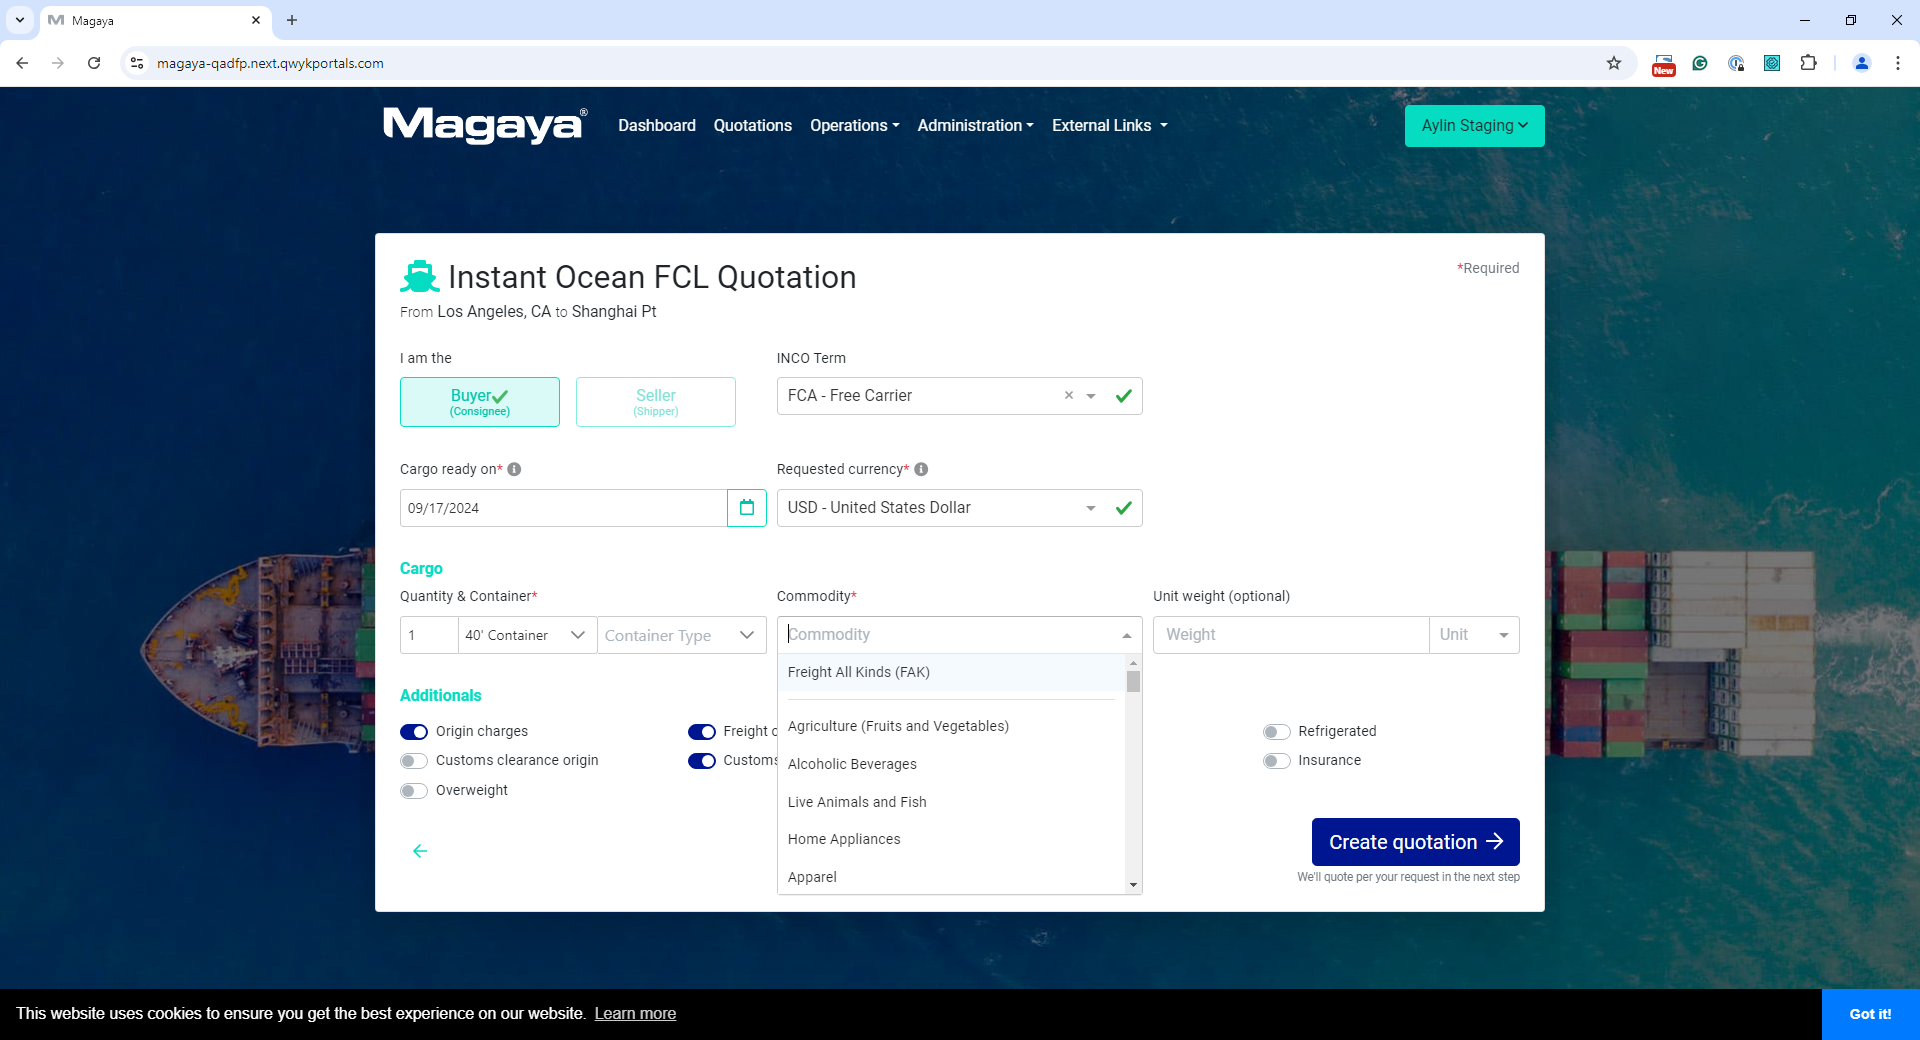 Magaya
magaya-qadfp.next.qwykportals.com
New
Magaya®
Dashboard Quotations Operations Administration External Links
Aylin Staging
Instant Ocean FCL Quotation
*Required
From Los Angeles, CA to Shanghai Pt
I am the
INCO Term
Buyer
(Consignee)
Seller
(Shipper)
FCA - Free Carrier
Cargo ready on*
Requested currency*
09/17/2024
USD - United States Dollar
Cargo
Quantity & Container*
Commodity*
Unit weight (optional)
1 40' Container Container Type
Commodity
Weight Unit
Freight All Kinds (FAK)
Agriculture (Fruits and Vegetables)
Alcoholic Beverages
Live Animals and Fish
Home Appliances
Apparel
Additionals
Origin charges
Freight c
Refrigerated
Customs clearance origin
Customs
Insurance
Overweight
Create quotation
We'll quote per your request in the next step
This website uses cookies to ensure you get the best experience on our website. Learn more
Got it!